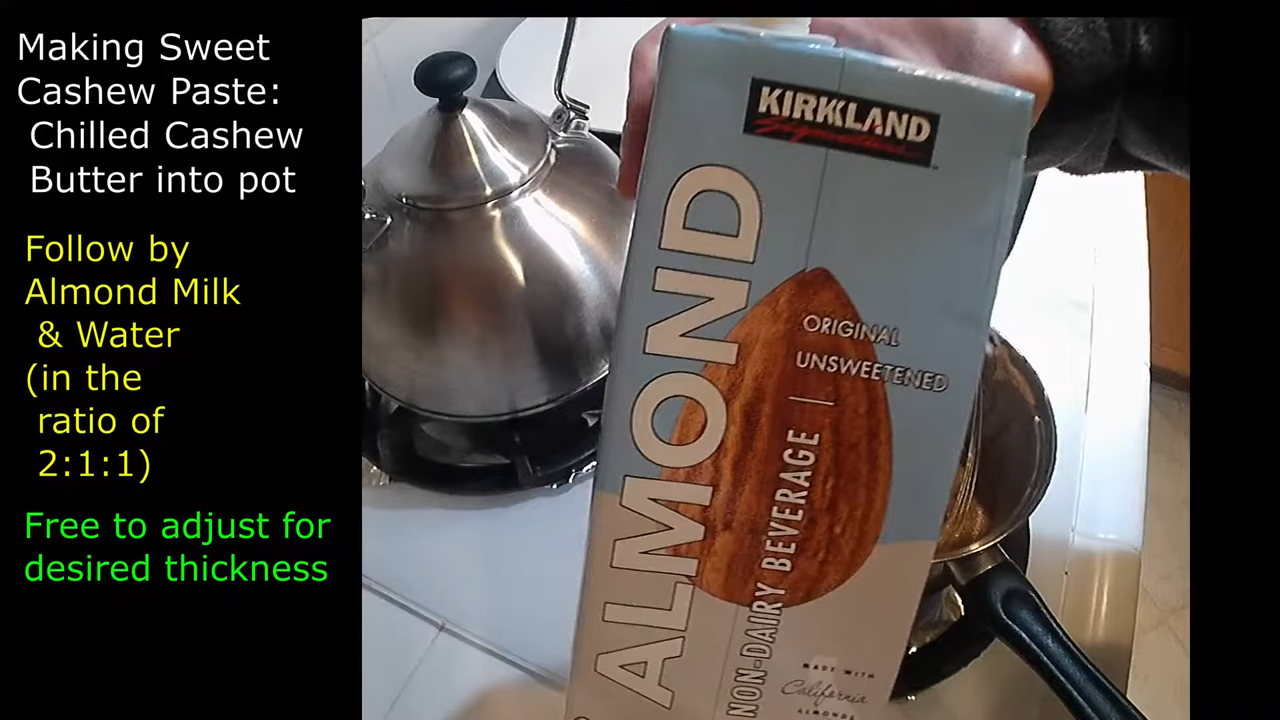 Making Sweet
Cashew Paste:
Chilled Cashew
Butter into pot
Follow by
Almond Milk
& Water
(in the
ratio of
2:1:1)
Free to adjust for
desired thickness
KIRKLAND
Signature
ALMOND
ORIGINAL
UNSWEETENED
NON-DAIRY BEVERAGE
MADE WITH
California
ALMONDS